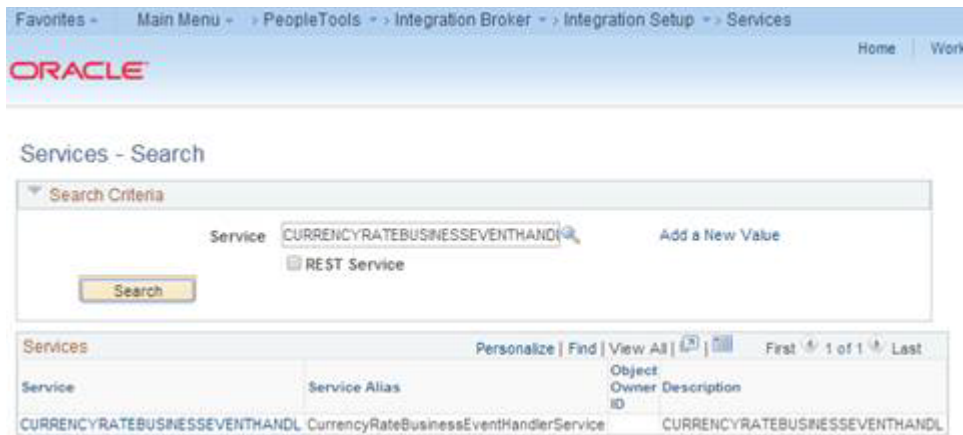 Favorites Main Menu > PeopleTools > Integration Broker > Integration Setup > Services
Home Work
ORACLE
Services - Search
Search Criteria
Service CURRENCYRATEBUSINESSEVENTHANDL Add a New Value
REST Service
Search
Services Personalize | Find | View All | | First 1 of 1 Last
Service Service Alias Object Owner ID Description
CURRENCYRATEBUSINESSEVENTHANDL CurrencyRateBusinessEventHandlerService CURRENCYRATEBUSINESSEVENTHANDL